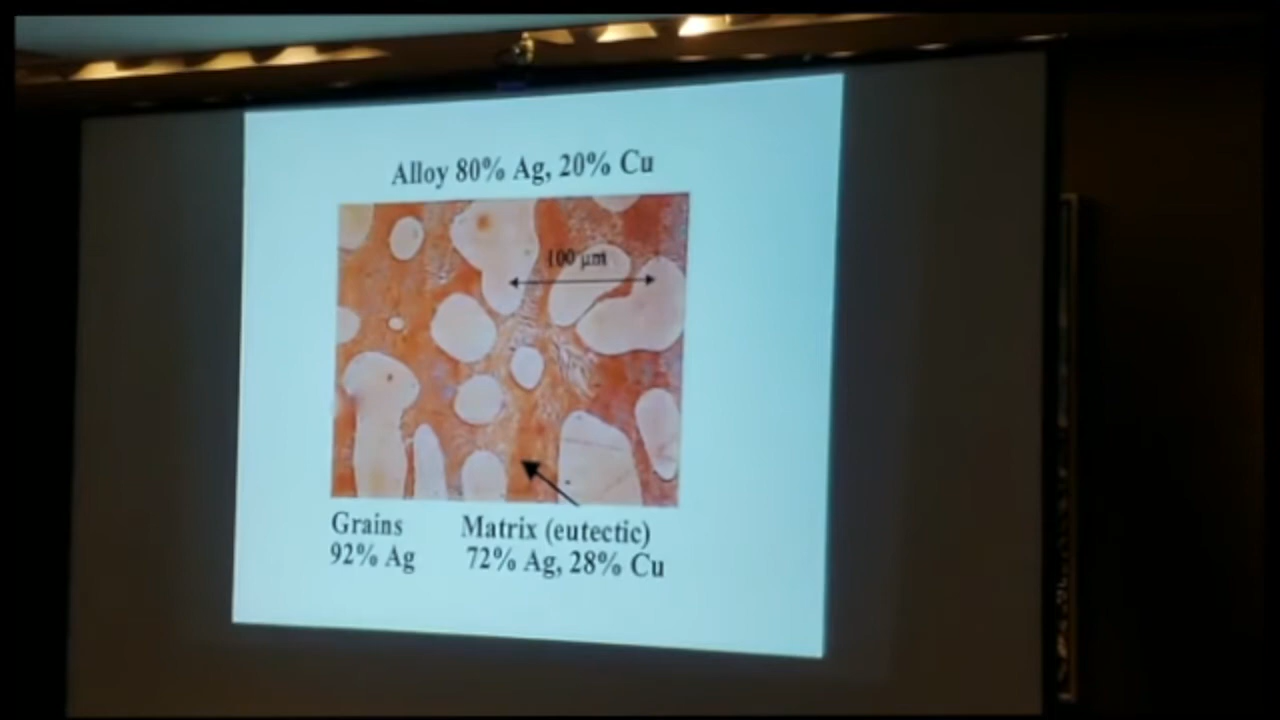 Alloy 80% Ag, 20% Cu
100 µm
Grains
92% Ag
Matrix (eutectic)
72% Ag, 28% Cu